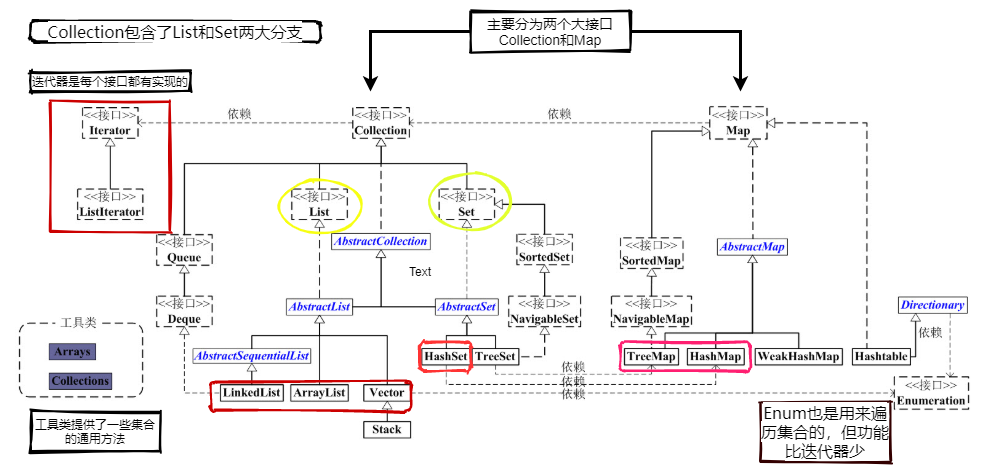 Collection包含了List和Set两大分支
主要分为两个大接口
Collection和Map
迭代器是每个接口都有实现的
<<接口>>
Iterator
依赖
<<接口>>
Collection
依赖
<<接口>>
Map
<<接口>>
ListIterator
<<接口>>
List
<<接口>>
Set
<<接口>>
Queue
AbstractCollection
<<接口>>
SortedSet
<<接口>>
SortedMap
AbstractMap
Text
<<接口>>
Deque
AbstractList
AbstractSet
<<接口>>
NavigableSet
<<接口>>
NavigableMap
Directionary
工具类
Arrays
Collections
AbstractSequentialList
HashSet
TreeSet
TreeMap
HashMap
WeakHashMap
Hashtable
依赖
依赖
依赖
依赖
LinkedList
ArrayList
Vector
<<接口>>
Enumeration
Stack
工具类提供了一些集合
的通用方法
Enum也是用来遍
历集合的，但功能
比迭代器少